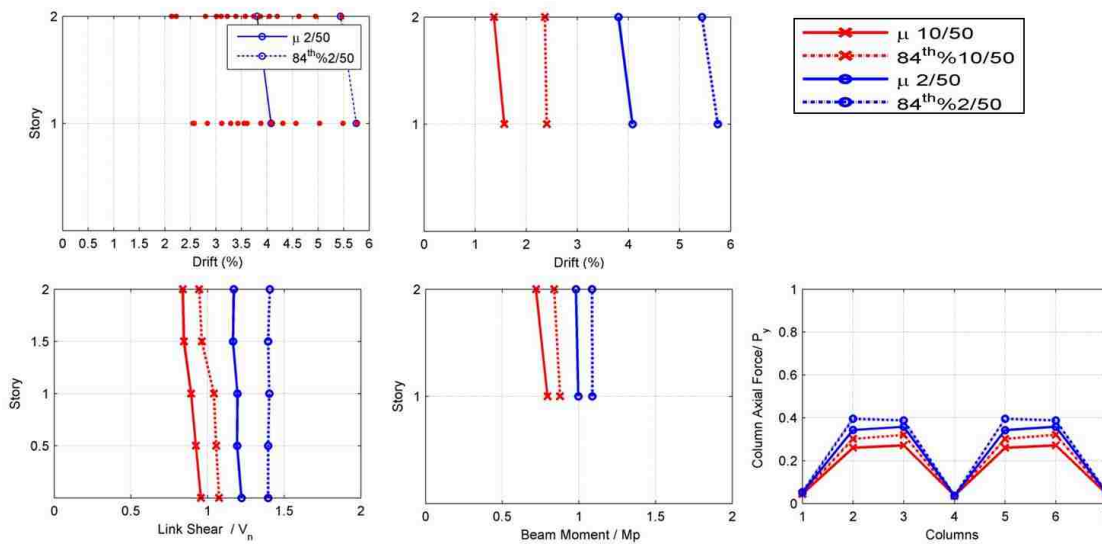 2
1
0
Story
0 0.5 1 1.5 2 2.5 3 3.5 4 4.5 5 5.5 6
Drift (%)
μ 2/50
84th%2/50
2
1
Story
0 1 2 3 4 5 6
Drift (%)
μ 10/50
84th%10/50
μ 2/50
84th%2/50
2
1.5
1
0.5
Story
0 0.5 1 1.5 2
Link Shear / Vn
2
1
Story
0 0.5 1 1.5 2
Beam Moment / Mp
1
0.8
0.6
0.4
0.2
0
Column Axial Force/ Py
1 2 3 4 5 6
Columns